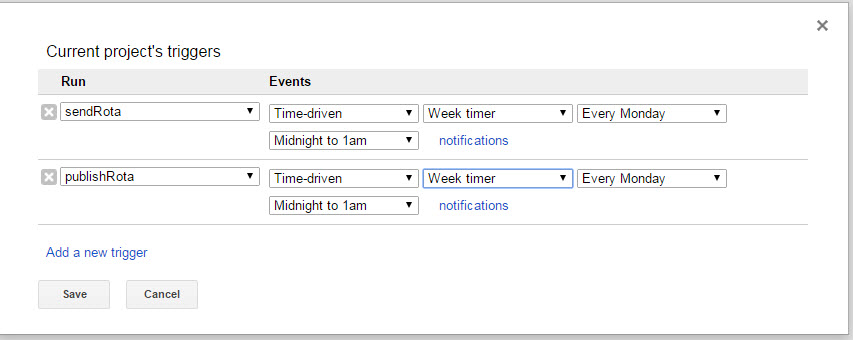 Current project's triggers
Run Events
sendRota Time-driven Week timer Every Monday
Midnight to 1am notifications
publishRota Time-driven Week timer Every Monday
Midnight to 1am notifications
Add a new trigger
Save Cancel